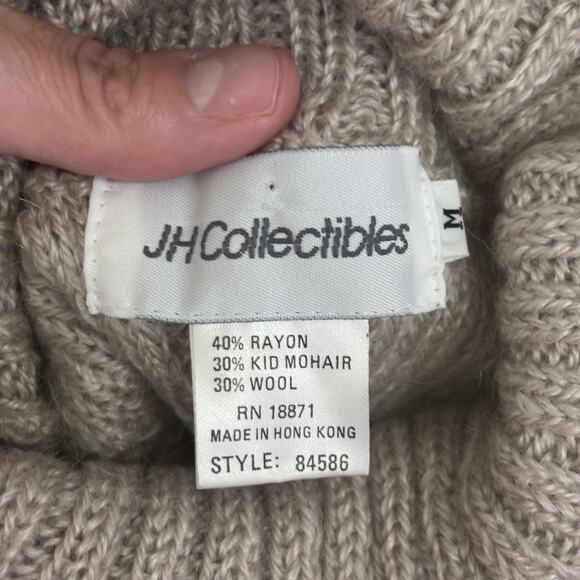 JHCollectibles
M
40% RAYON
30% KID MOHAIR
30% WOOL
RN 18871
MADE IN HONG KONG
STYLE: 84586